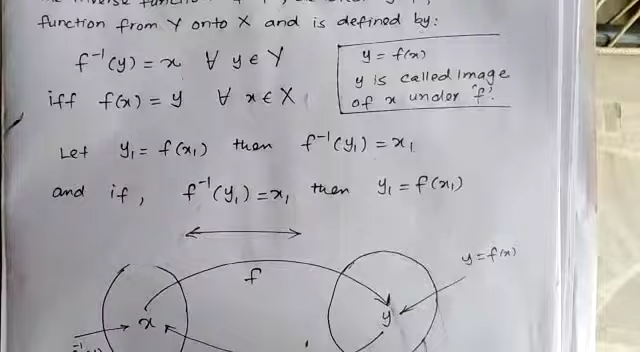 function from Y onto X and is defined by:
f⁻¹(y) = x ∀ y ∈ Y
iff f(x) = y ∀ x ∈ X
y = f(x)
y is called image
of x under 'f'.
Let y₁ = f(x₁) then f⁻¹(y₁) = x₁
and if, f⁻¹(y₁) = x₁ then y₁ = f(x₁)
f
y = f(x)
x
y